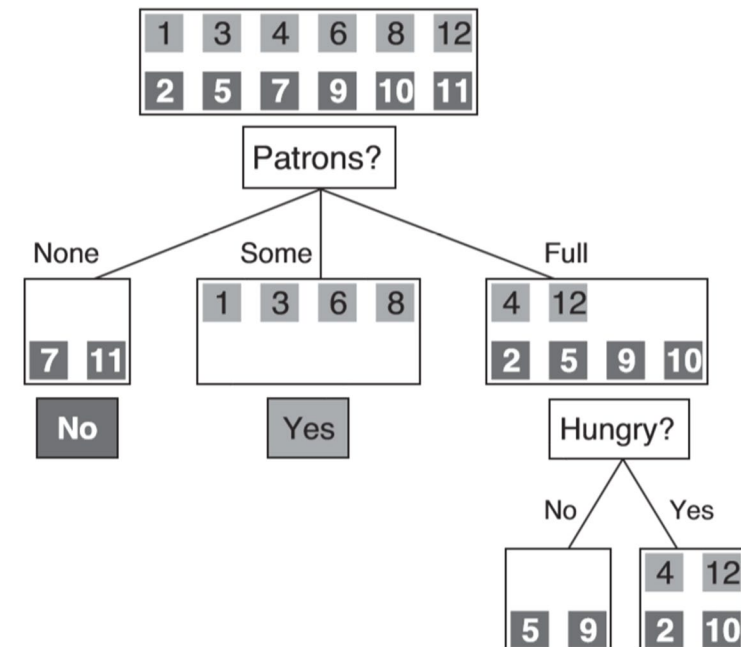 1 3 4 6 8 12
2 5 7 9 10 11
Patrons?
None Some Full
1 3 6 8 4 12
7 11 2 5 9 10
No Yes Hungry?
No Yes
4 12
5 9 2 10